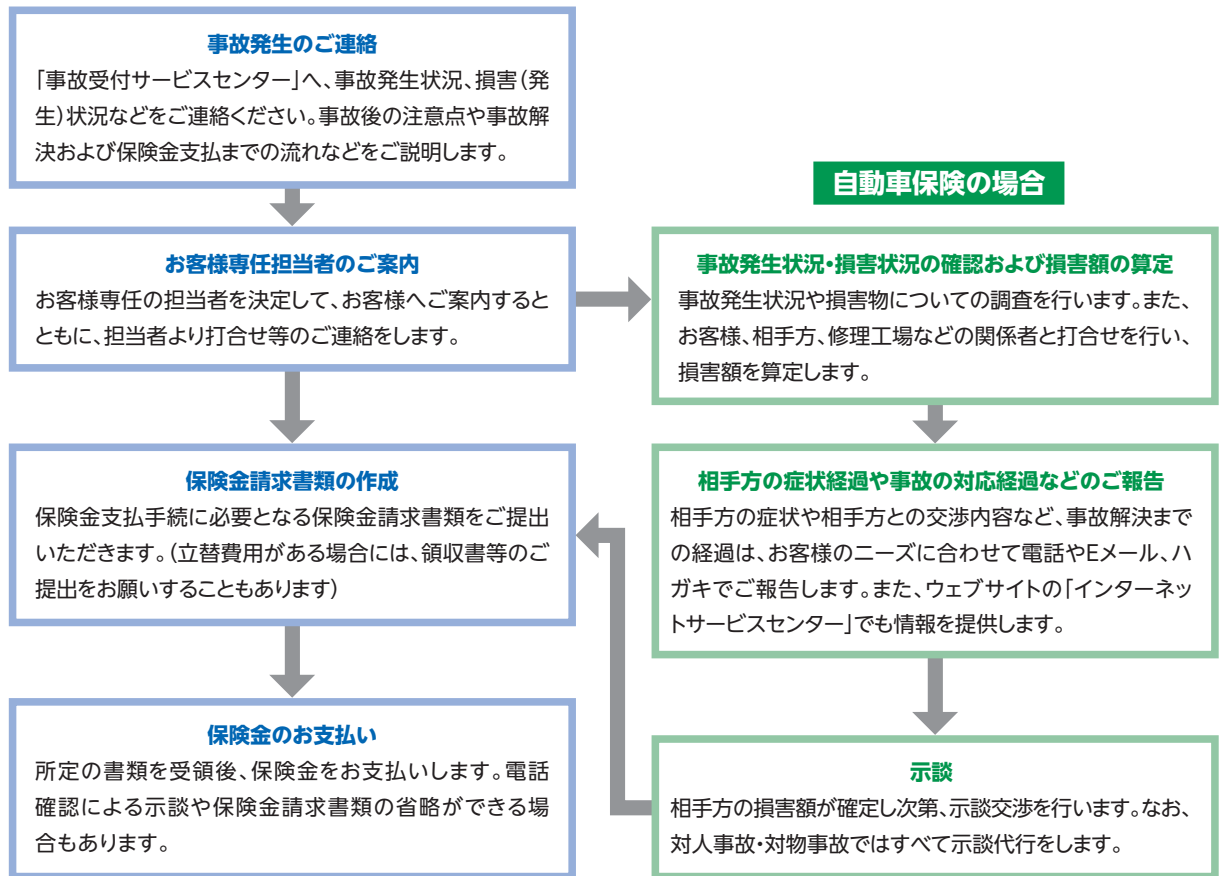 事故発生のご連絡
「事故受付サービスセンター」へ、事故発生状況、損害(発
生)状況などをご連絡ください。事故後の注意点や事故解
決および保険金支払までの流れなどをご説明します。
お客様専任担当者のご案内
お客様専任の担当者を決定して、お客様へご案内すると
ともに、担当者より打合せ等のご連絡をします。
保険金請求書類の作成
保険金支払手続に必要となる保険金請求書類をご提出
いただきます。(立替費用がある場合には、領収書等のご
提出をお願いすることもあります)
保険金のお支払い
所定の書類を受領後、保険金をお支払いします。電話
確認による示談や保険金請求書類の省略ができる場
合もあります。
自動車保険の場合
事故発生状況・損害状況の確認および損害額の算定
事故発生状況や損害物についての調査を行います。また、
お客様、相手方、修理工場などの関係者と打合せを行い、
損害額を算定します。
相手方の症状経過や事故の対応経過などのご報告
相手方の症状や相手方との交渉内容など、事故解決まで
の経過は、お客様のニーズに合わせて電話やEメール、ハ
ガキでご報告します。また、ウェブサイトの「インターネッ
トサービスセンター」でも情報を提供します。
示談
相手方の損害額が確定し次第、示談交渉を行います。なお、
対人事故・対物事故ではすべて示談代行をします。